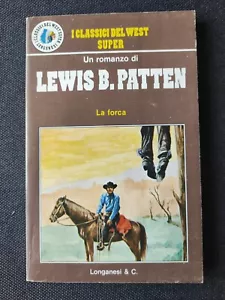 I CLASSICI DEL WEST
SUPER
Un romanzo di
LEWIS B. PATTEN
La forca
Longanesi & C.